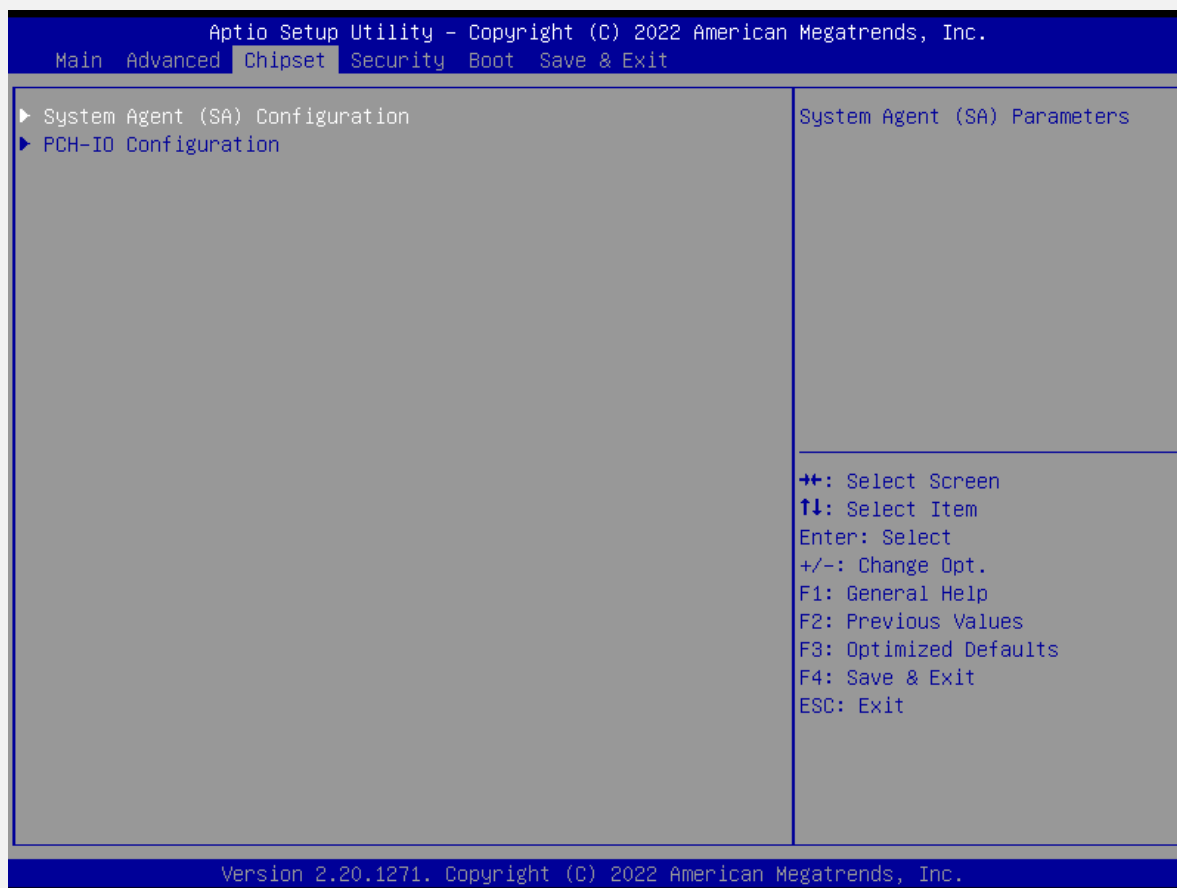 Aptio Setup Utility – Copyright (C) 2022 American Megatrends, Inc.
Main Advanced Chipset Security Boot Save & Exit
▶ System Agent (SA) Configuration
▶ PCH-IO Configuration
System Agent (SA) Parameters
→←: Select Screen
↑↓: Select Item
Enter: Select
+/-: Change Opt.
F1: General Help
F2: Previous Values
F3: Optimized Defaults
F4: Save & Exit
ESC: Exit
Version 2.20.1271. Copyright (C) 2022 American Megatrends, Inc.